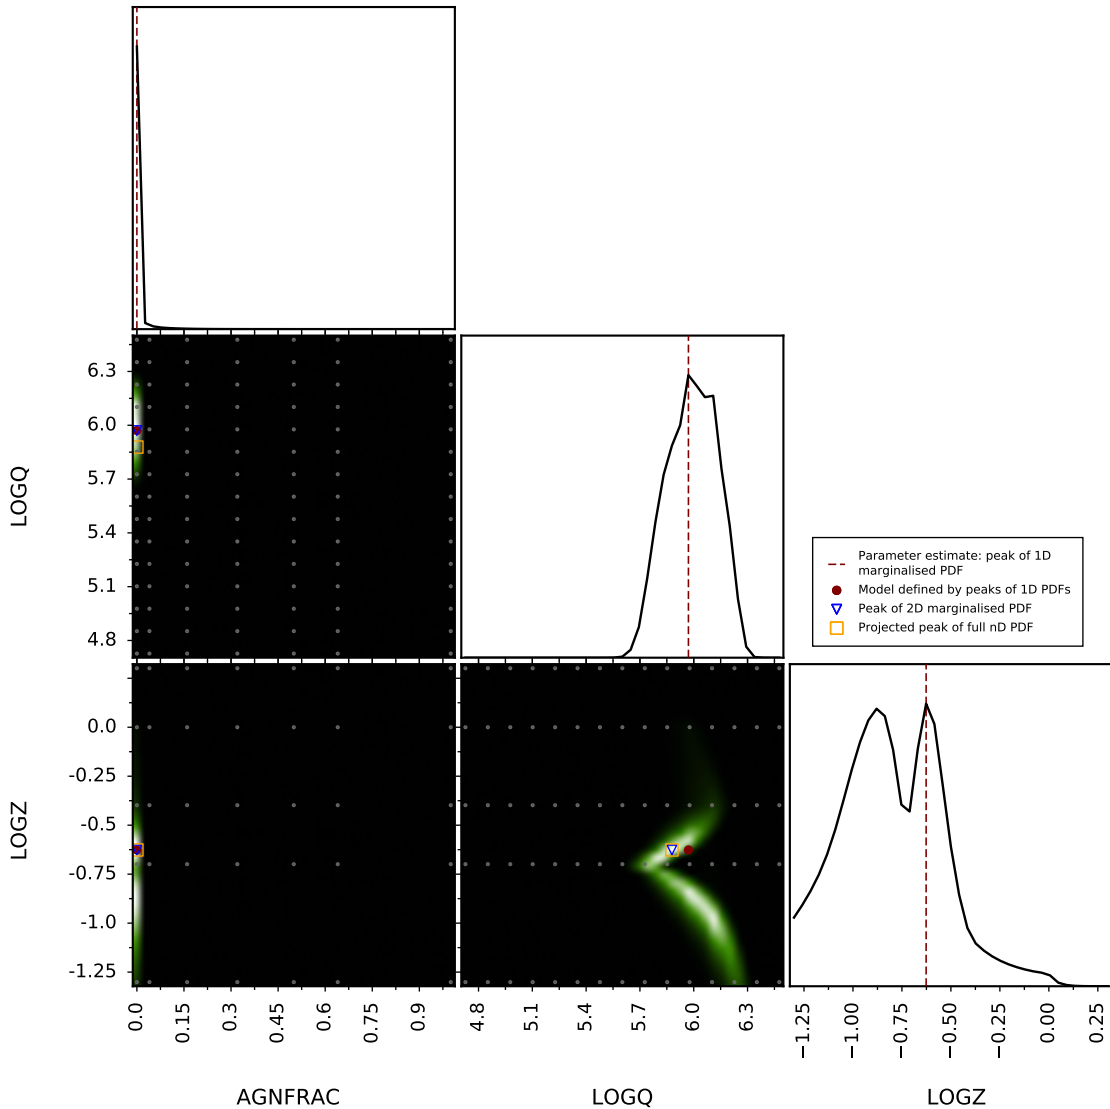 6.3
6.0
5.7
5.4
5.1
4.8
LOGQ
Parameter estimate: peak of 1D
marginalised PDF
Model defined by peaks of 1D PDFs
Peak of 2D marginalised PDF
Projected peak of full nD PDF
0.0
-0.25
-0.5
-0.75
-1.0
-1.25
LOGZ
0.0 0.15 0.3 0.45 0.6 0.75 0.9
4.8 5.1 5.4 5.7 6.0 6.3
−1.25 −1.00 −0.75 −0.50 −0.25 0.00 0.25
AGNFRAC LOGQ LOGZ